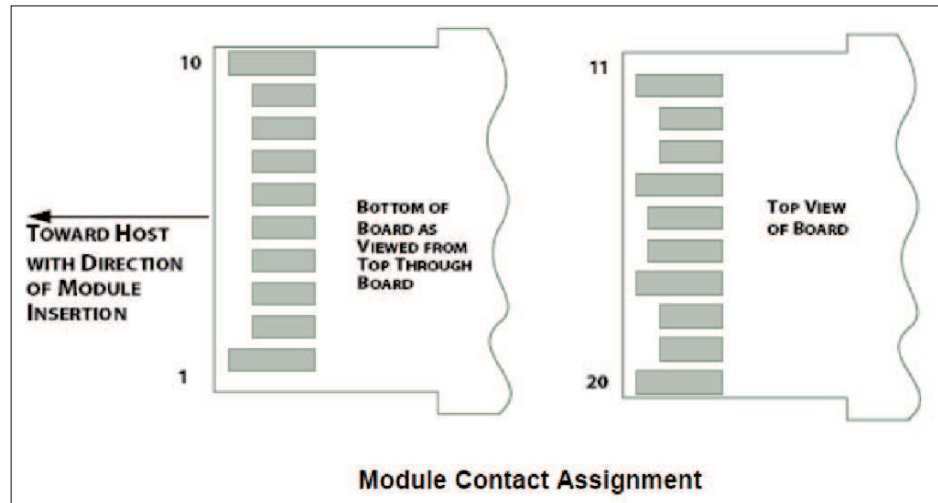 10
1
TOWARD HOST
WITH DIRECTION
OF MODULE
INSERTION
BOTTOM OF
BOARD AS
VIEWED FROM
TOP THROUGH
BOARD
11
20
TOP VIEW
OF BOARD
Module Contact Assignment